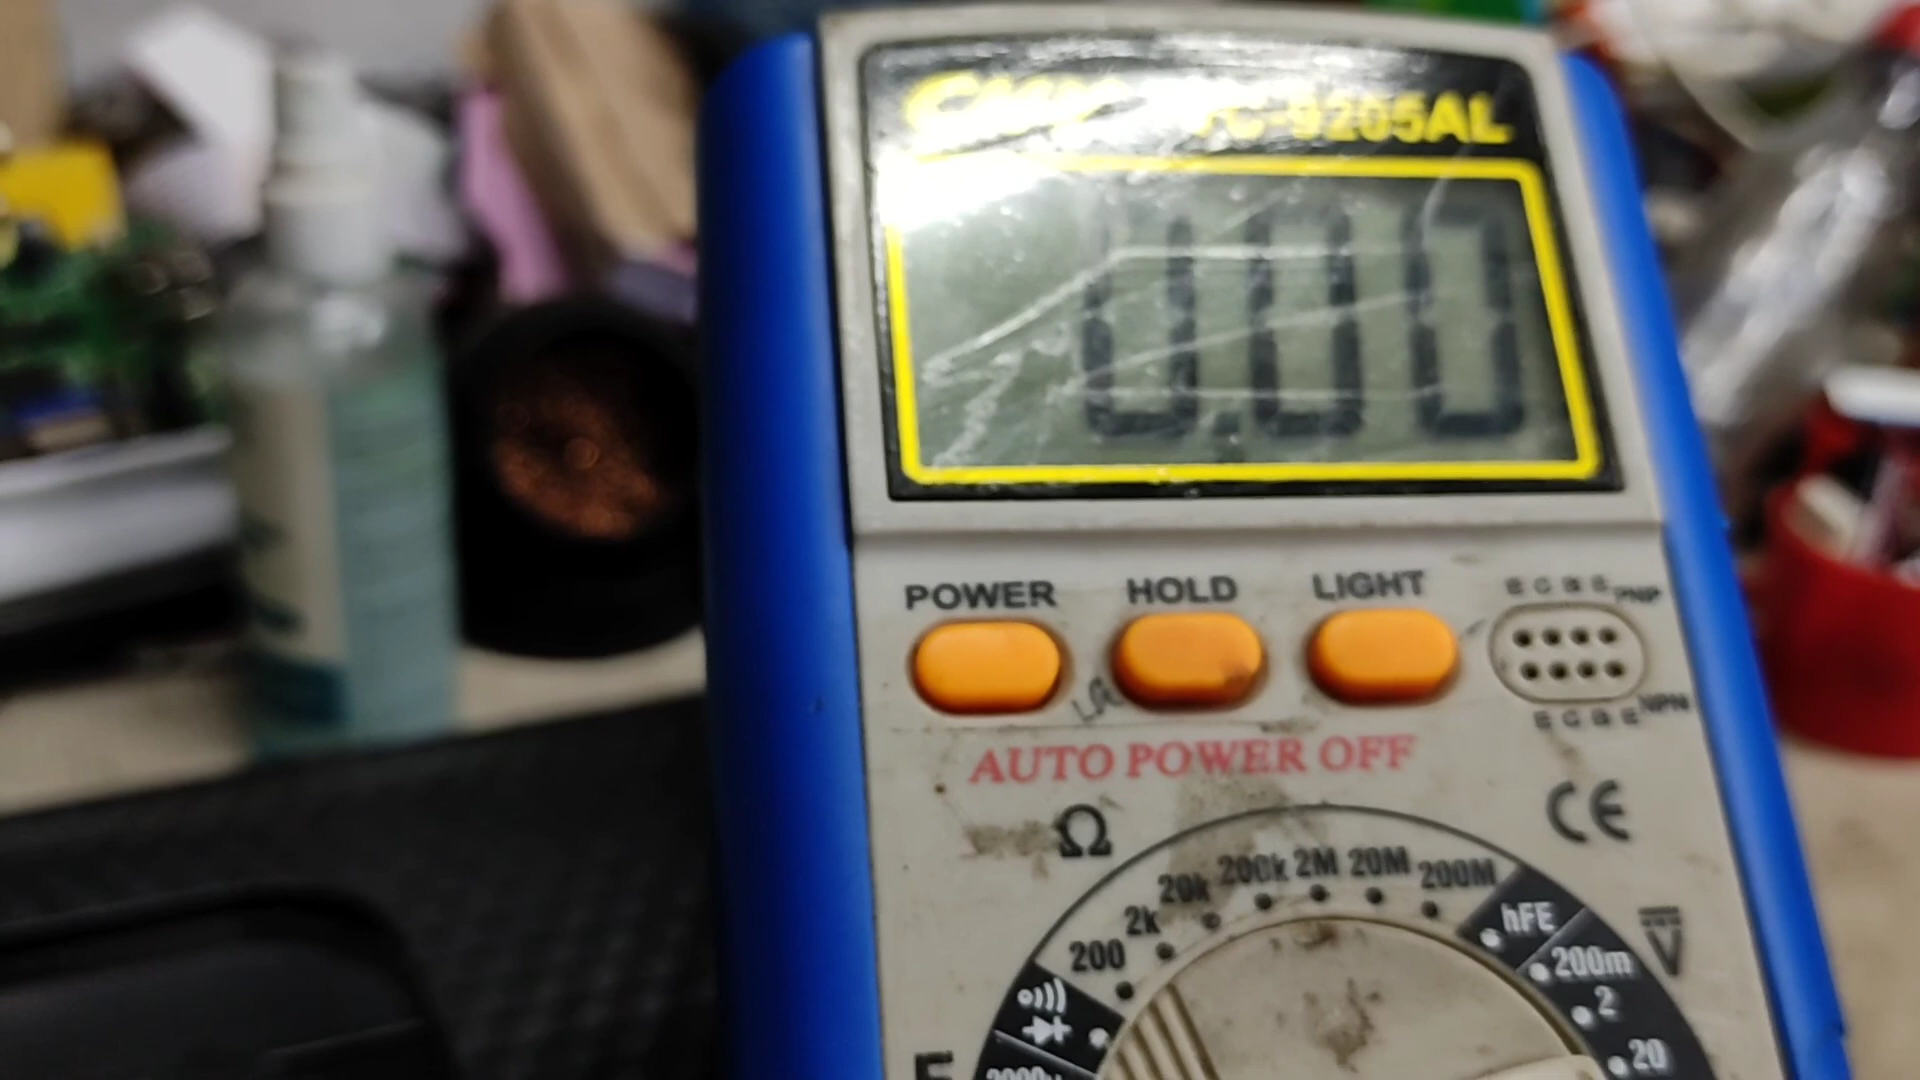 -9205AL
0.00
POWER HOLD LIGHT
E C B E PNP
E C B E NPN
AUTO POWER OFF
CE
Ω
200 2k 20k 200k 2M 20M 200M
hFE
V
200m
2
20
F